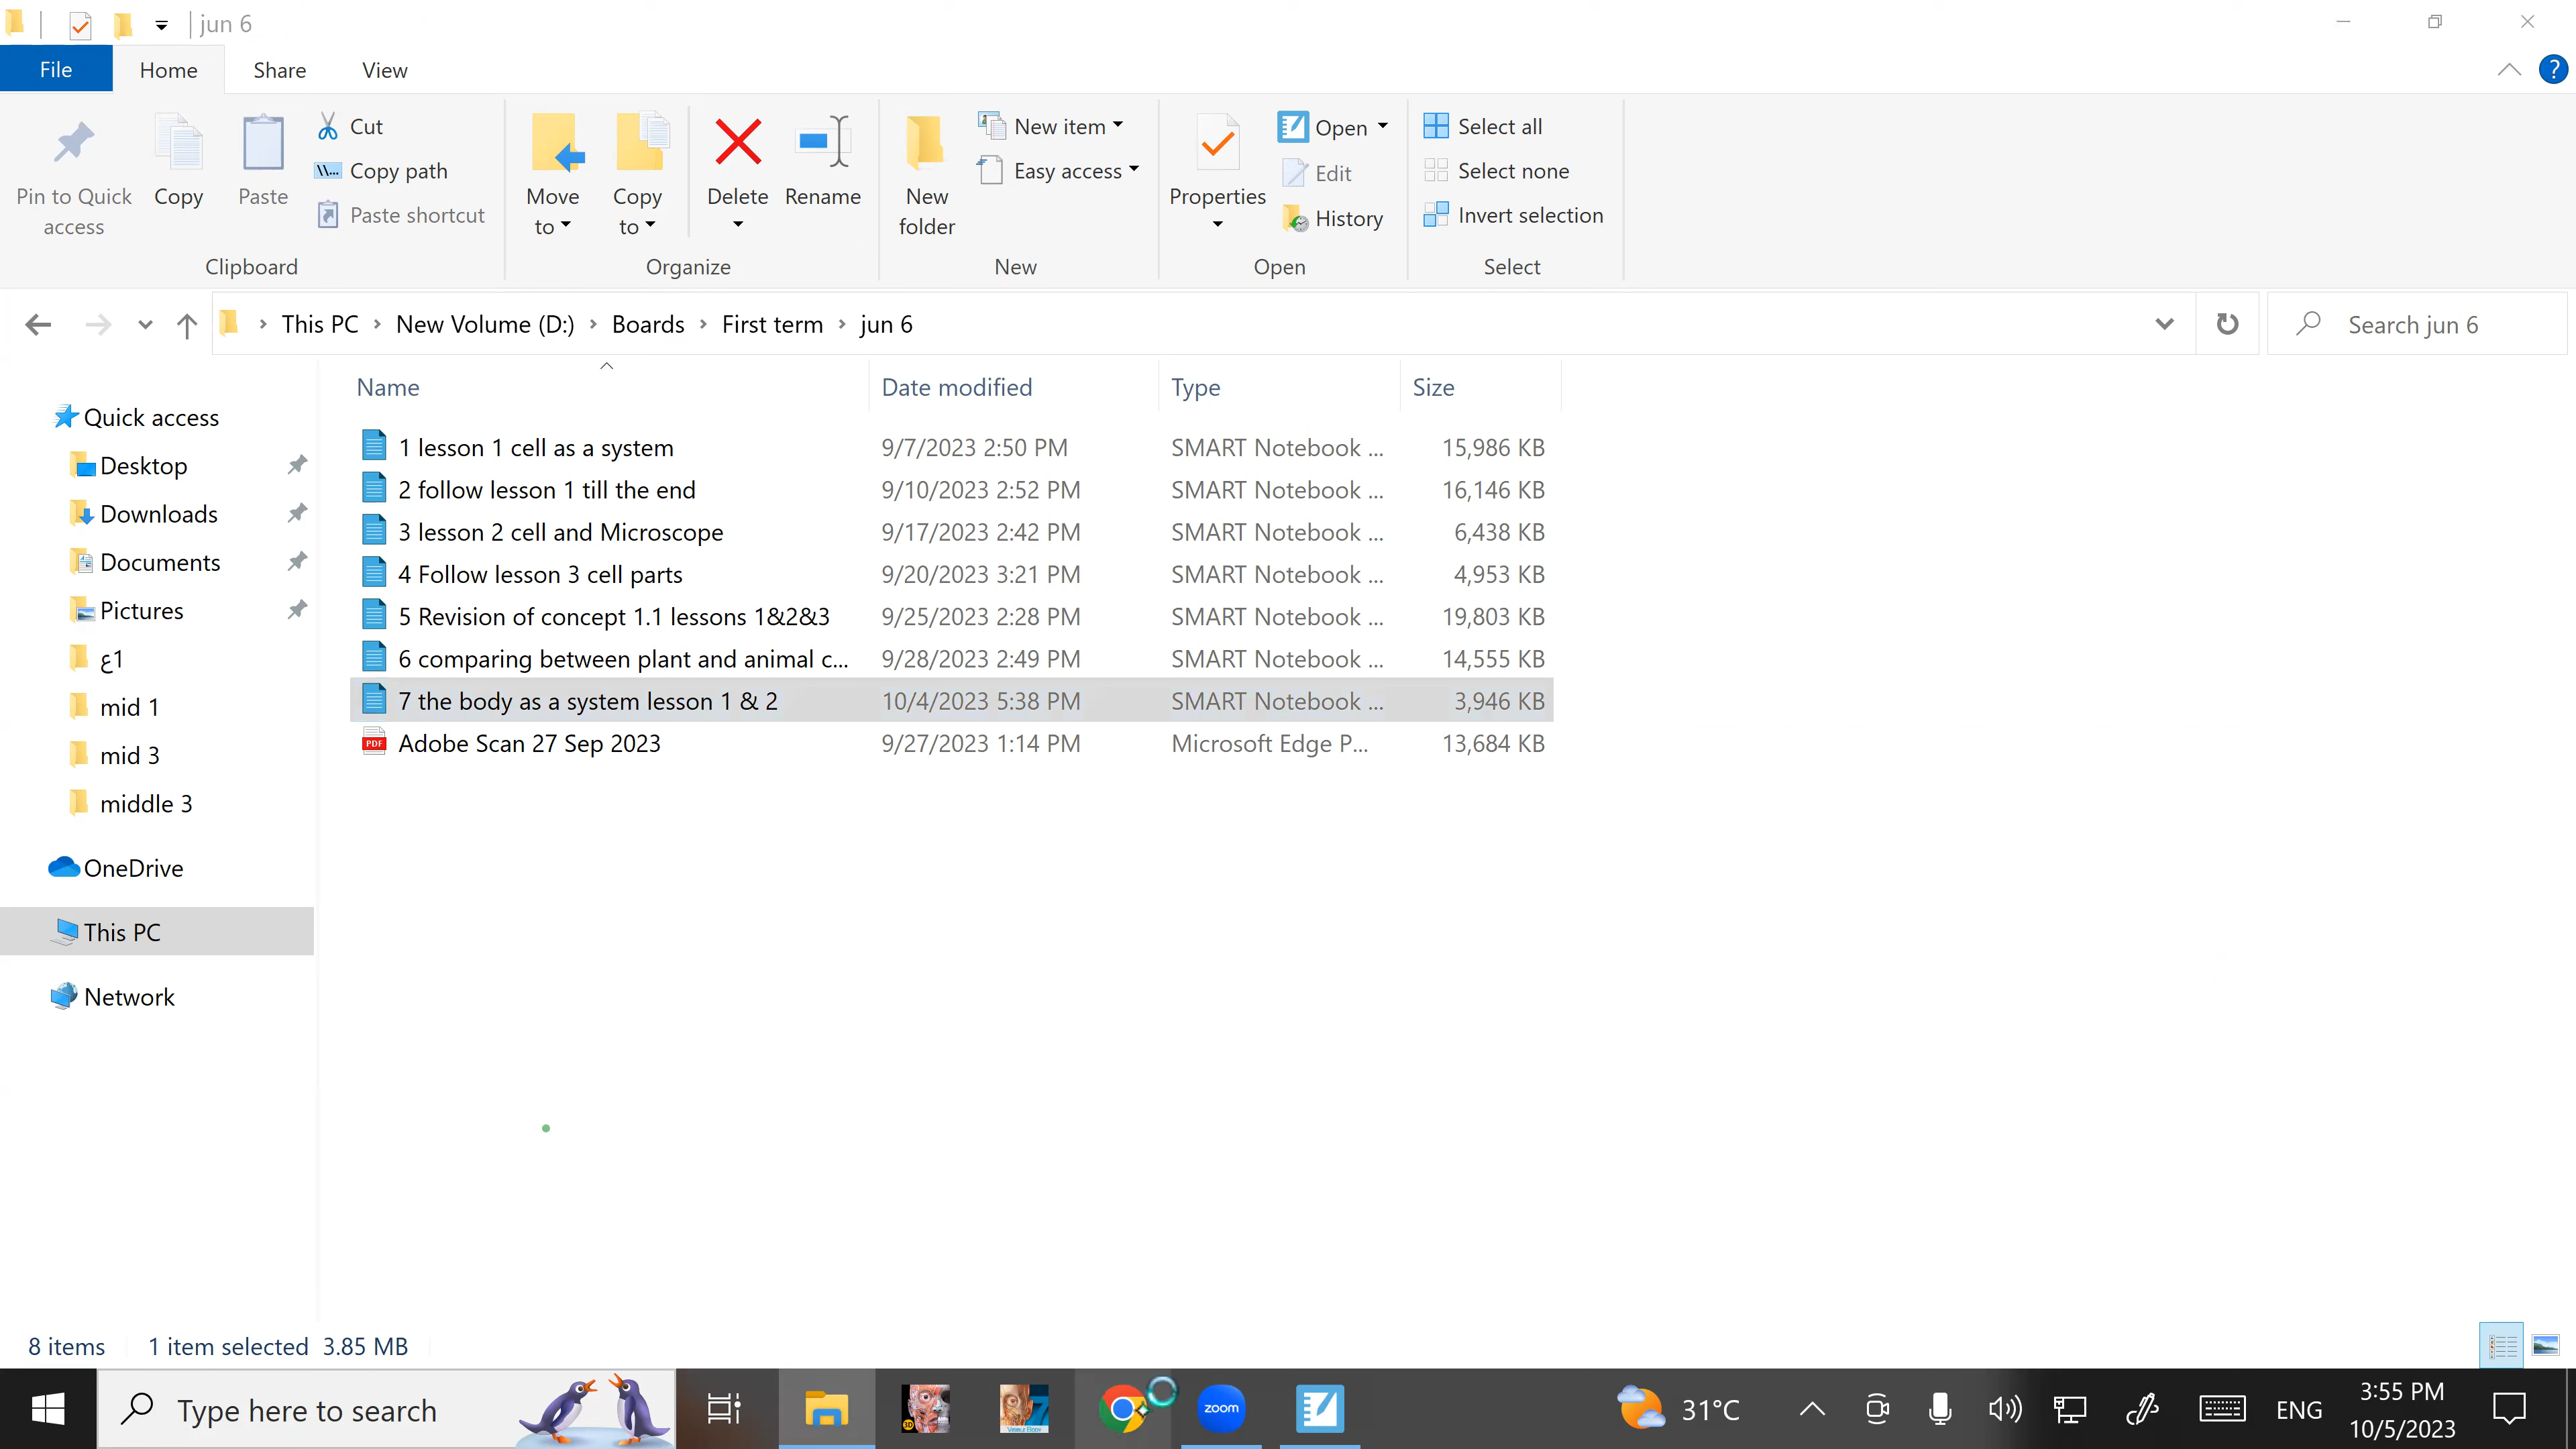 jun 6
File Home Share View
Pin to Quick access
Copy
Paste
Cut
Copy path
Paste shortcut
Clipboard
Move to
Copy to
Delete
Rename
Organize
New folder
New item
Easy access
New
Properties
Open
Edit
History
Open
Select all
Select none
Invert selection
Select
This PC New Volume (D:) Boards First term jun 6
Search jun 6
Name Date modified Type Size
1 lesson 1 cell as a system 9/7/2023 2:50 PM SMART Notebook ... 15,986 KB
2 follow lesson 1 till the end 9/10/2023 2:52 PM SMART Notebook ... 16,146 KB
3 lesson 2 cell and Microscope 9/17/2023 2:42 PM SMART Notebook ... 6,438 KB
4 Follow lesson 3 cell parts 9/20/2023 3:21 PM SMART Notebook ... 4,953 KB
5 Revision of concept 1.1 lessons 1&2&3 9/25/2023 2:28 PM SMART Notebook ... 19,803 KB
6 comparing between plant and animal c... 9/28/2023 2:49 PM SMART Notebook ... 14,555 KB
7 the body as a system lesson 1 & 2 10/4/2023 5:38 PM SMART Notebook ... 3,946 KB
PDF Adobe Scan 27 Sep 2023 9/27/2023 1:14 PM Microsoft Edge P... 13,684 KB
Quick access
Desktop
Downloads
Documents
Pictures
ع1
mid 1
mid 3
middle 3
OneDrive
This PC
Network
8 items 1 item selected 3.85 MB
Type here to search
zoom
31°C
ENG
3:55 PM
10/5/2023